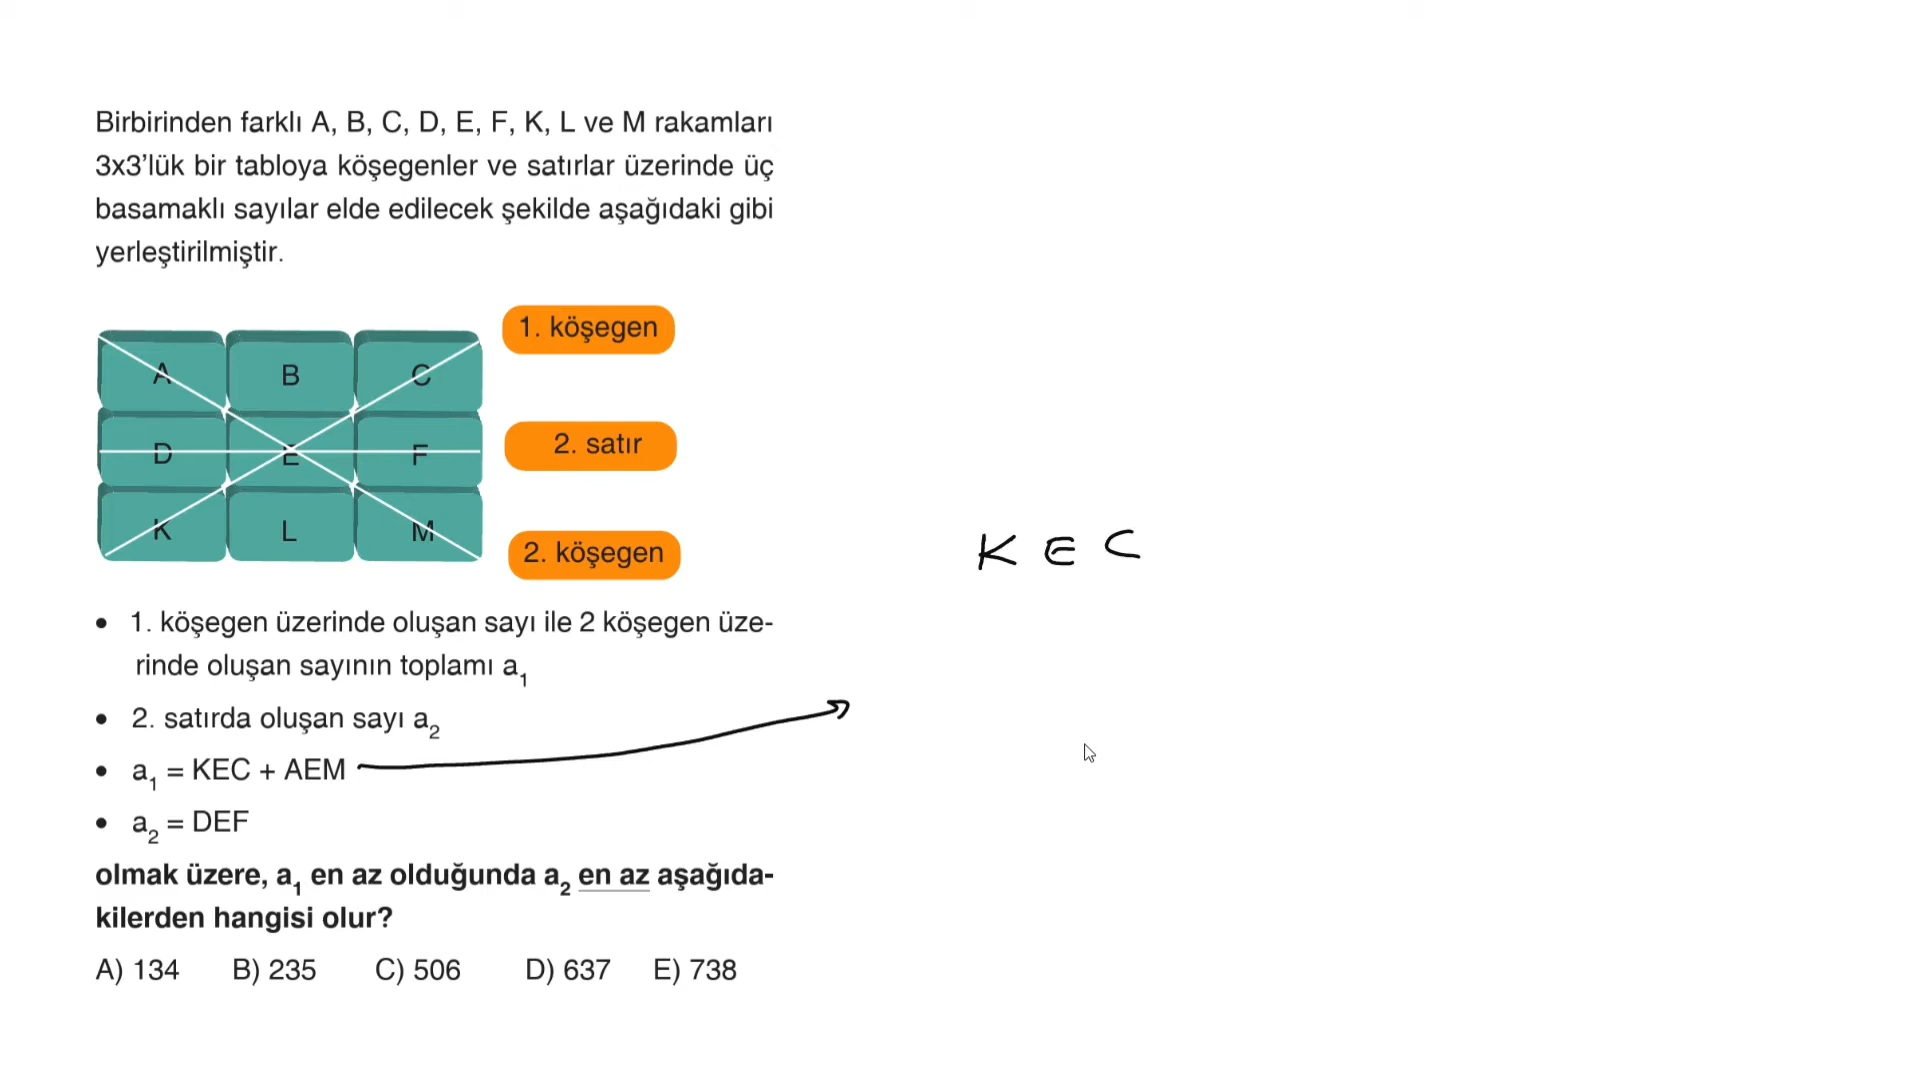 Birbirinden farklı A, B, C, D, E, F, K, L ve M rakamları
3x3’lük bir tabloya köşegenler ve satırlar üzerinde üç
basamaklı sayılar elde edilecek şekilde aşağıdaki gibi
yerleştirilmiştir.
1. köşegen
A B C
2. satır
D E F
K L M
2. köşegen
K E C
• 1. köşegen üzerinde oluşan sayı ile 2 köşegen üze-
rinde oluşan sayının toplamı a₁
• 2. satırda oluşan sayı a₂
• a₁ = KEC + AEM
• a₂ = DEF
olmak üzere, a₁ en az olduğunda a₂ en az aşağıda-
kilerden hangisi olur?
A) 134 B) 235 C) 506 D) 637 E) 738